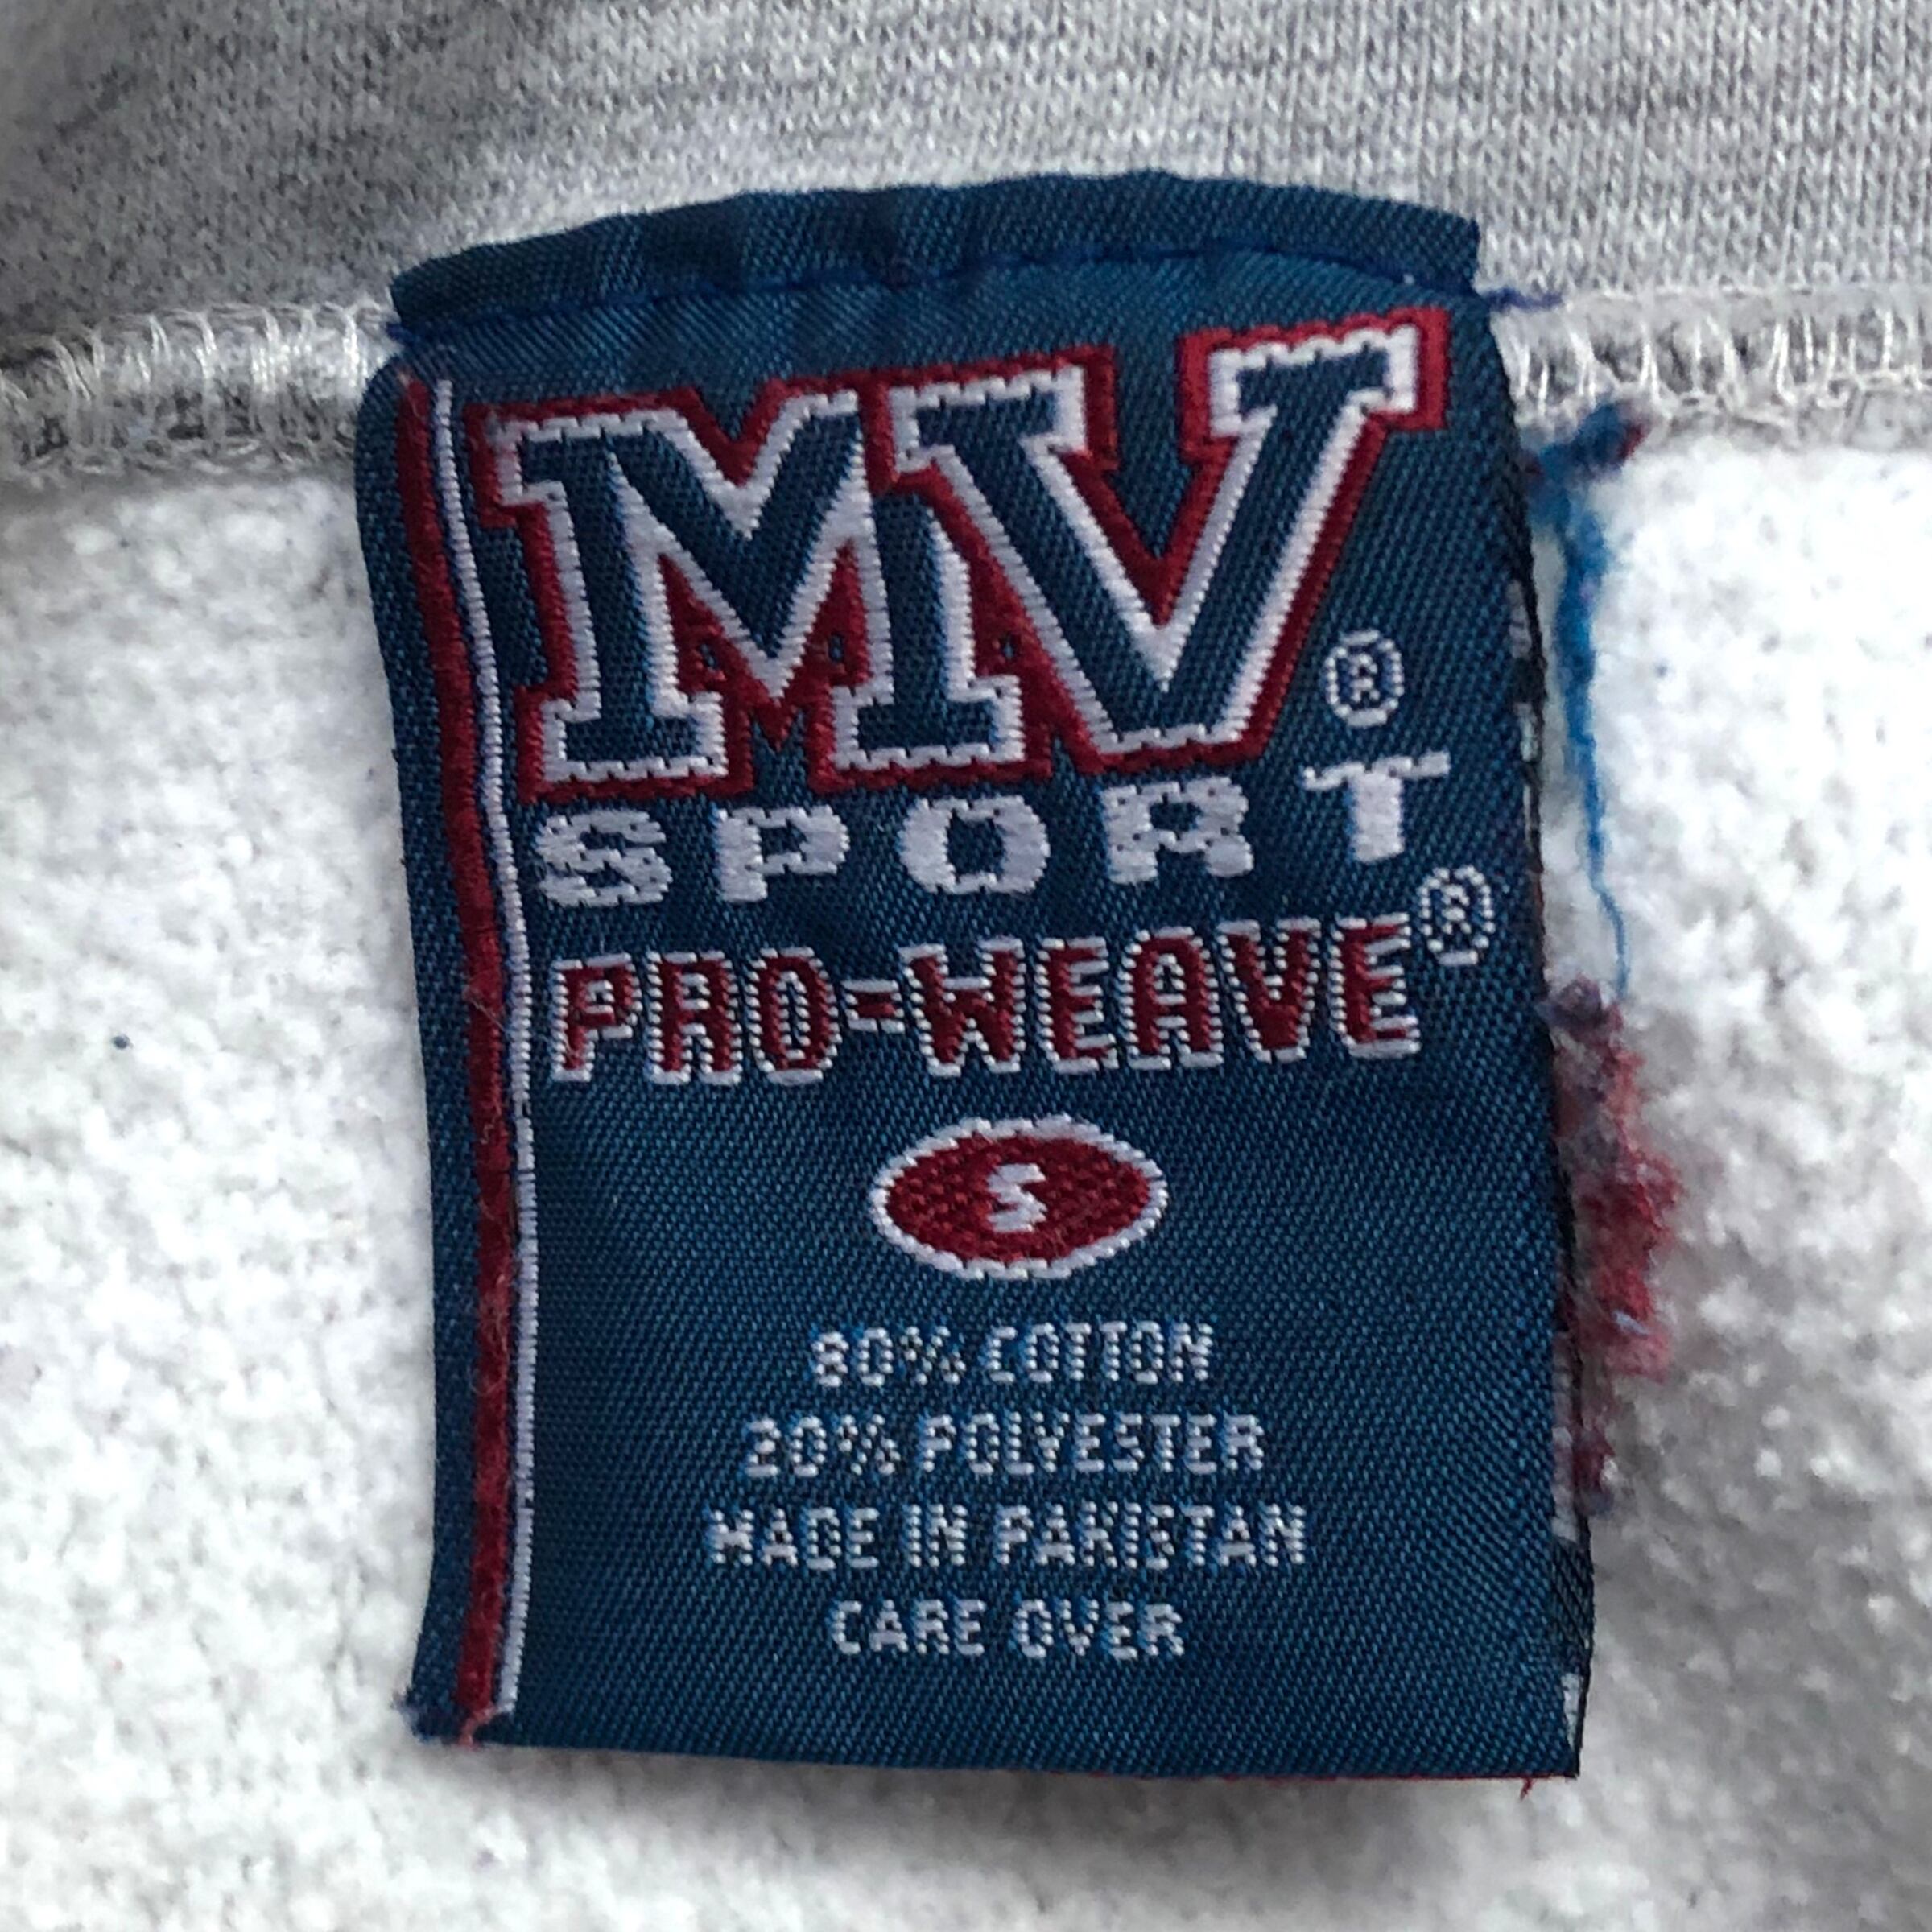 MV®
SPORT
PRO-WEAVE®
S
80% COTTON
20% POLYESTER
MADE IN PAKISTAN
CARE OVER